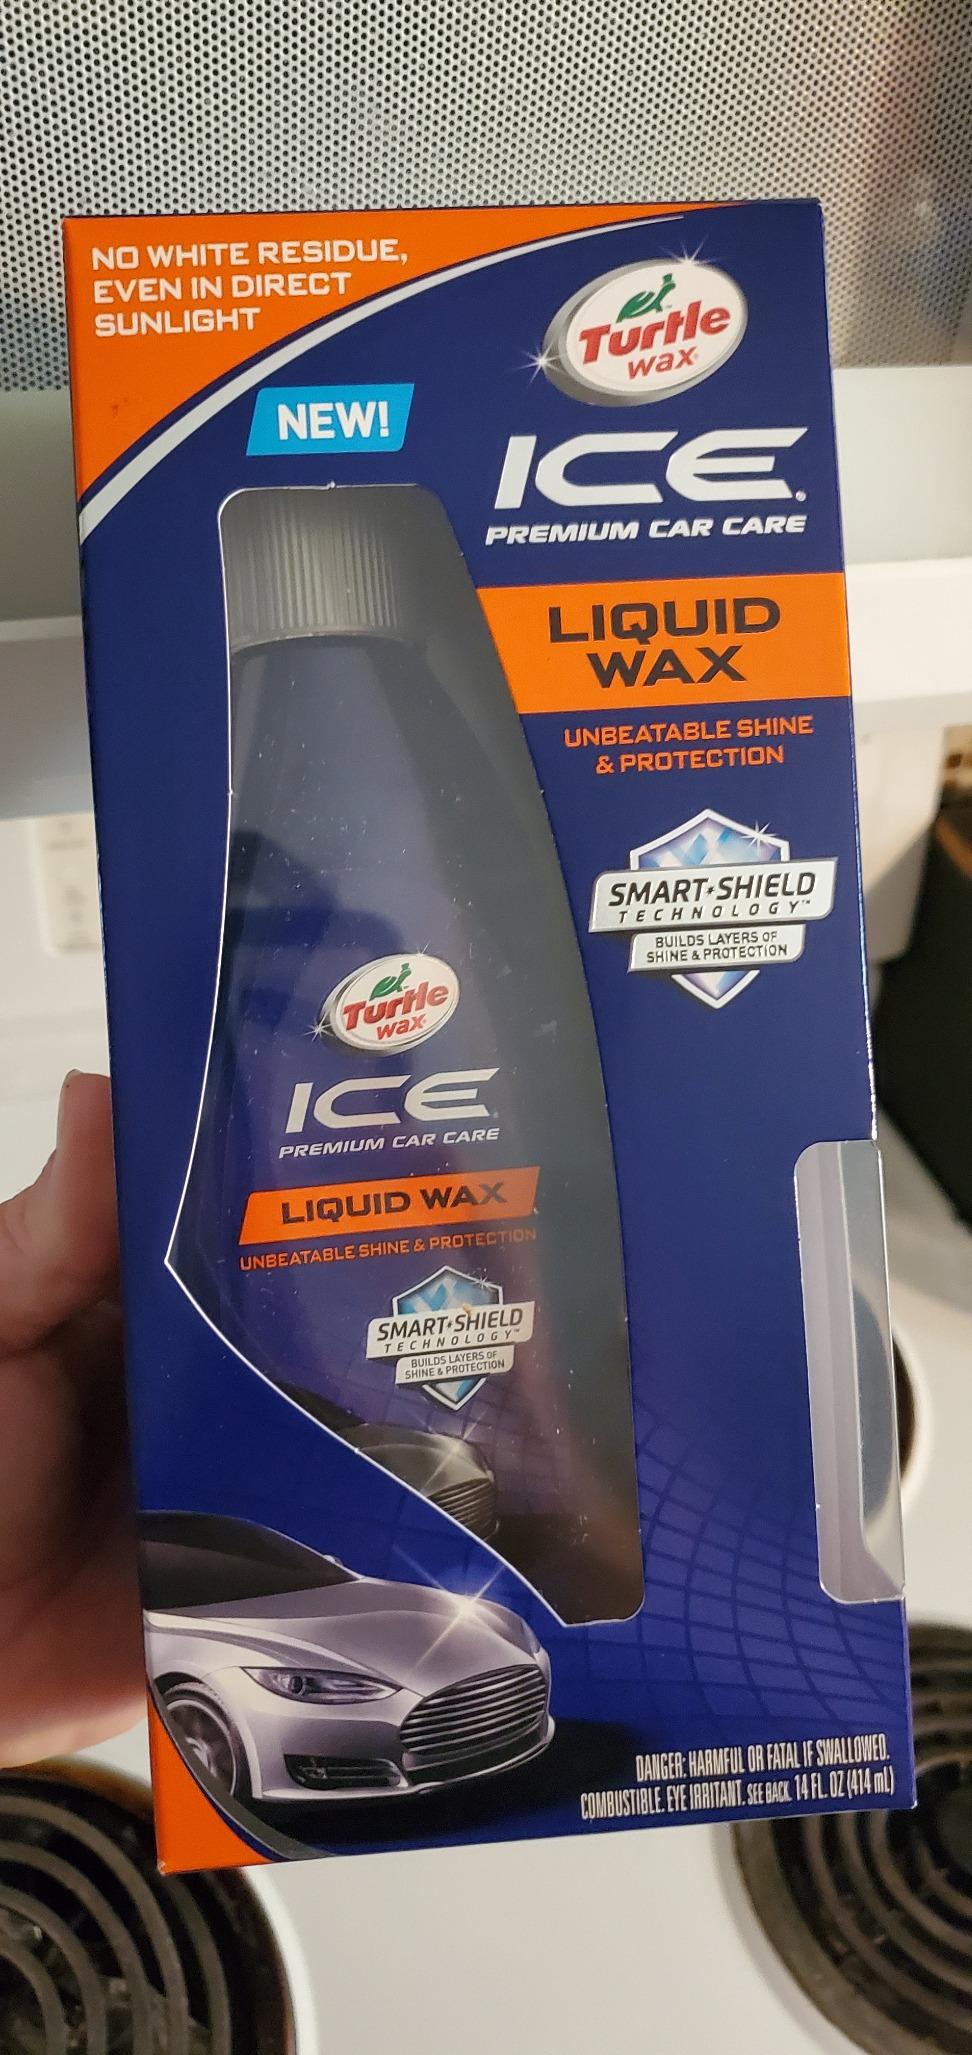 NO WHITE RESIDUE,
EVEN IN DIRECT
SUNLIGHT
NEW!
Turtle
wax
ICE
PREMIUM CAR CARE
LIQUID
WAX
UNBEATABLE SHINE
& PROTECTION
SMART SHIELD
TECHNOLOGY™
BUILDS LAYERS OF
SHINE & PROTECTION
Turtle
wax
ICE
PREMIUM CAR CARE
LIQUID WAX
UNBEATABLE SHINE & PROTECTION
SMART SHIELD
TECHNOLOGY™
BUILDS LAYERS OF
SHINE & PROTECTION
DANGER: HARMFUL OR FATAL IF SWALLOWED.
COMBUSTIBLE. EYE IRRITANT. SEE BACK. 14 FL. OZ (414 mL)